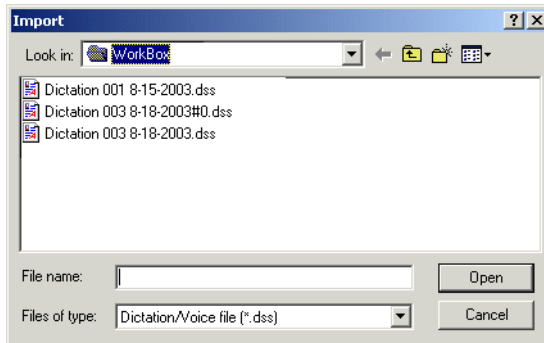 Import
Look in: WorkBox
Dictation 001 8-15-2003.dss
Dictation 003 8-18-2003#0.dss
Dictation 003 8-18-2003.dss
File name: Open
Files of type: Dictation/Voice file (*.dss) Cancel